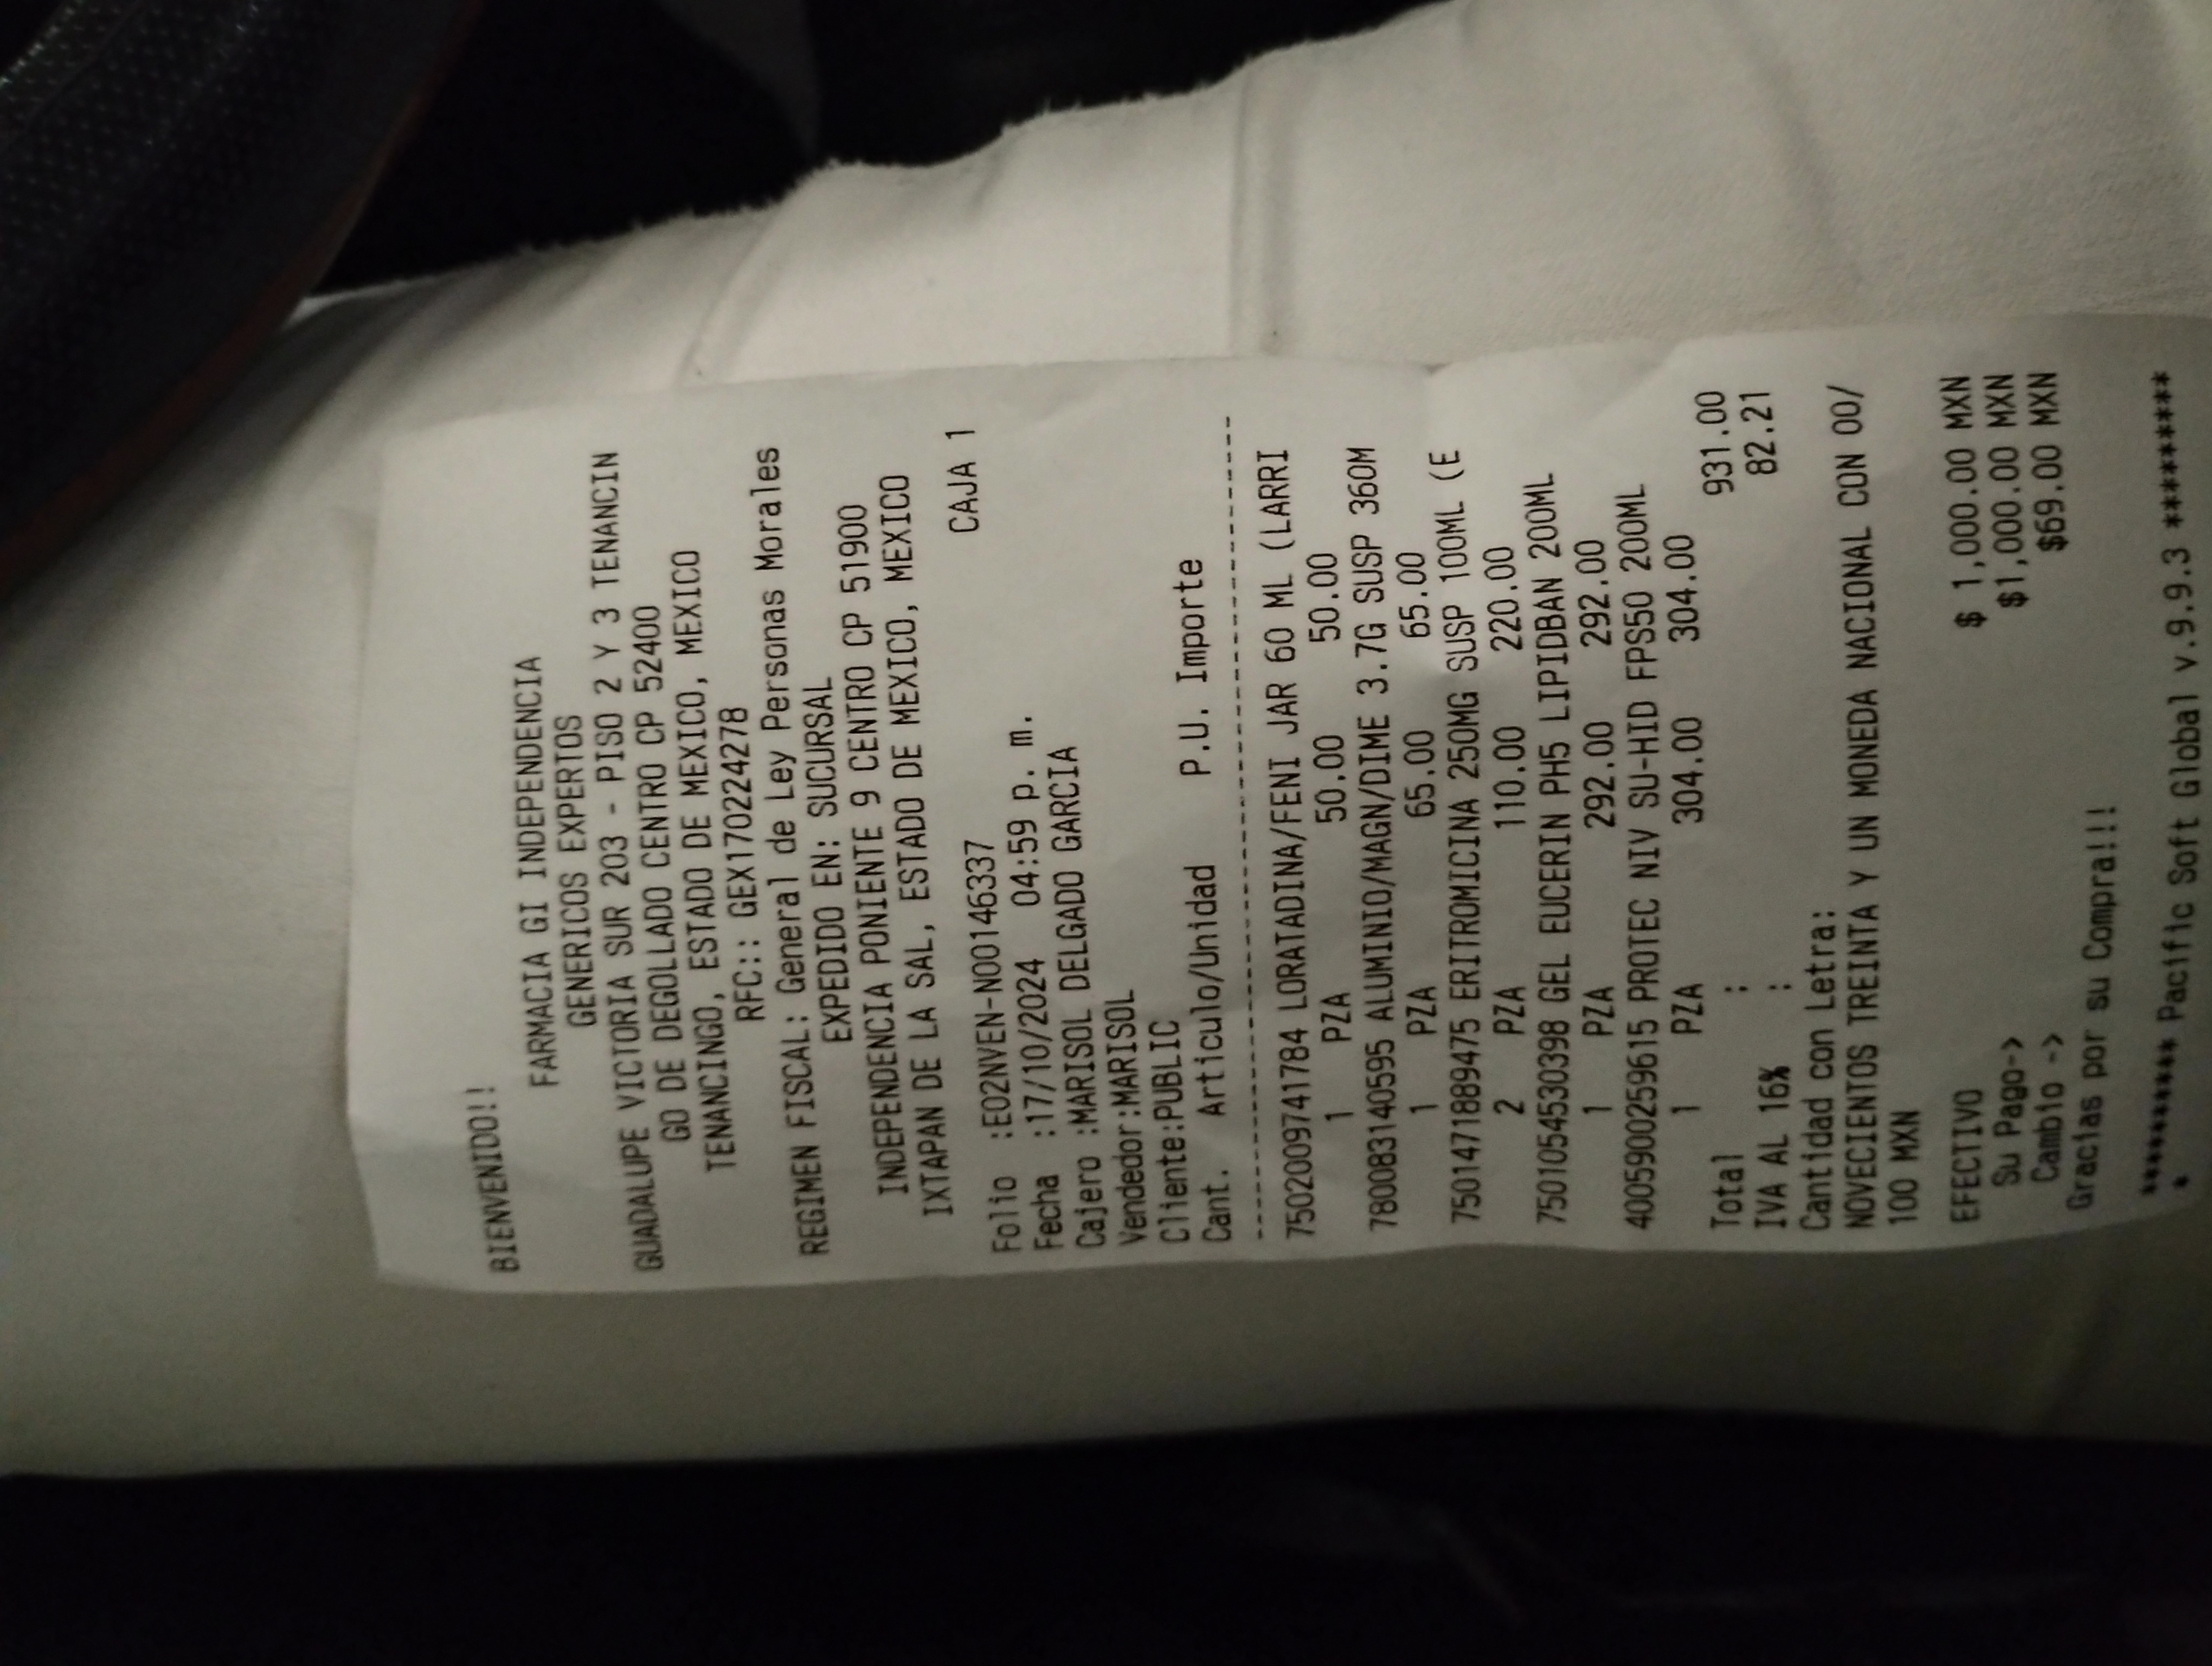 BIENVENIDO!!
FARMACIA GI INDEPENDENCIA
GENERICOS EXPERTOS
GUADALUPE VICTORIA SUR 203 - PISO 2 Y 3 TENANCIN
GO DE DEGOLLADO CENTRO CP 52400
TENANCINGO, ESTADO DE MEXICO, MEXICO
RFC:: GEX170224278
REGIMEN FISCAL: General de Ley Personas Morales
EXPEDIDO EN: SUCURSAL
INDEPENDENCIA PONIENTE 9 CENTRO CP 51900
IXTAPAN DE LA SAL, ESTADO DE MEXICO, MEXICO
CAJA 1
Folio :E02NVEN-N00146337
Fecha :17/10/2024 04:59 p. m.
Cajero :MARISOL DELGADO GARCIA
Vendedor:MARISOL
Cliente:PUBLIC
Cant. Articulo/Unidad P.U. Importe
--------------------------------------------
7502009741784 LORATADINA/FENI JAR 60 ML (LARRI
1 PZA 50.00 50.00
7800831405​95 ALUMINIO/MAGN/DIME 3.7G SUSP 360M
1 PZA 65.00 65.00
7501471889475 ERITROMICINA 250MG SUSP 100ML (E
2 PZA 110.00 220.00
7501054530398 GEL EUCERIN PH5 LIPIDBAN 200ML
1 PZA 292.00 292.00
4005900259615 PROTEC NIV SU-HID FPS50 200ML
1 PZA 304.00 304.00
Total : 931.00
IVA AL 16% : 82.21
Cantidad con Letra:
NOVECIENTOS TREINTA Y UN MONEDA NACIONAL CON 00/
100 MXN
EFECTIVO $ 1,000.00 MXN
Su Pago-> $1,000.00 MXN
Cambio -> $69.00 MXN
Gracias por su Compra!!!
********* Pacific Soft Global v.9.9.3 ********
*